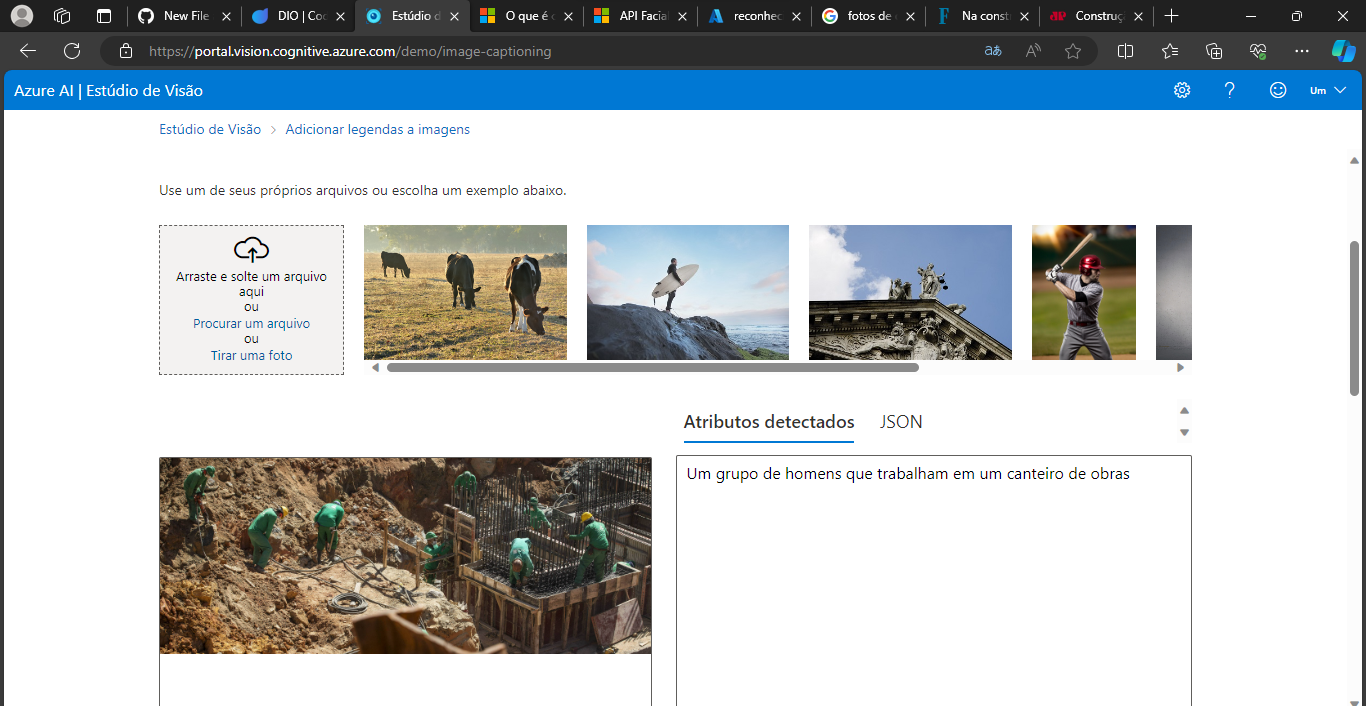 New File
DIO | Coc
Estúdio d
O que é c
API Facial
reconhec
fotos de
Na const
Construç
https://portal.vision.cognitive.azure.com/demo/image-captioning
Azure AI | Estúdio de Visão
Um
Estúdio de Visão > Adicionar legendas a imagens
Use um de seus próprios arquivos ou escolha um exemplo abaixo.
Arraste e solte um arquivo
aqui
ou
Procurar um arquivo
ou
Tirar uma foto
Atributos detectados
JSON
Um grupo de homens que trabalham em um canteiro de obras